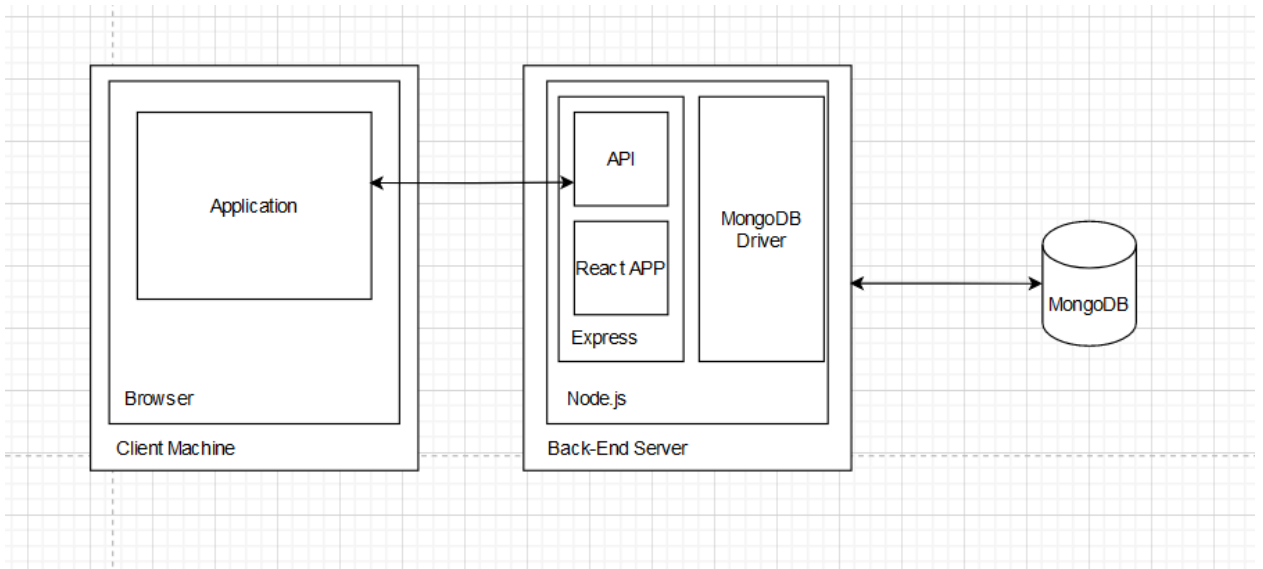 Application
Browser
Client Machine
API
React APP
Express
MongoDB
Driver
Node.js
Back-End Server
MongoDB